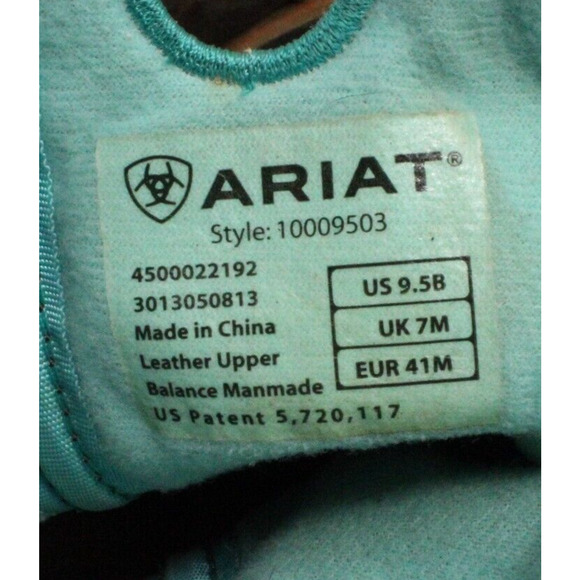 ARIAT®
Style: 10009503
4500022192
3013050813
Made in China
Leather Upper
Balance Manmade
US Patent 5,720,117
US 9.5B
UK 7M
EUR 41M